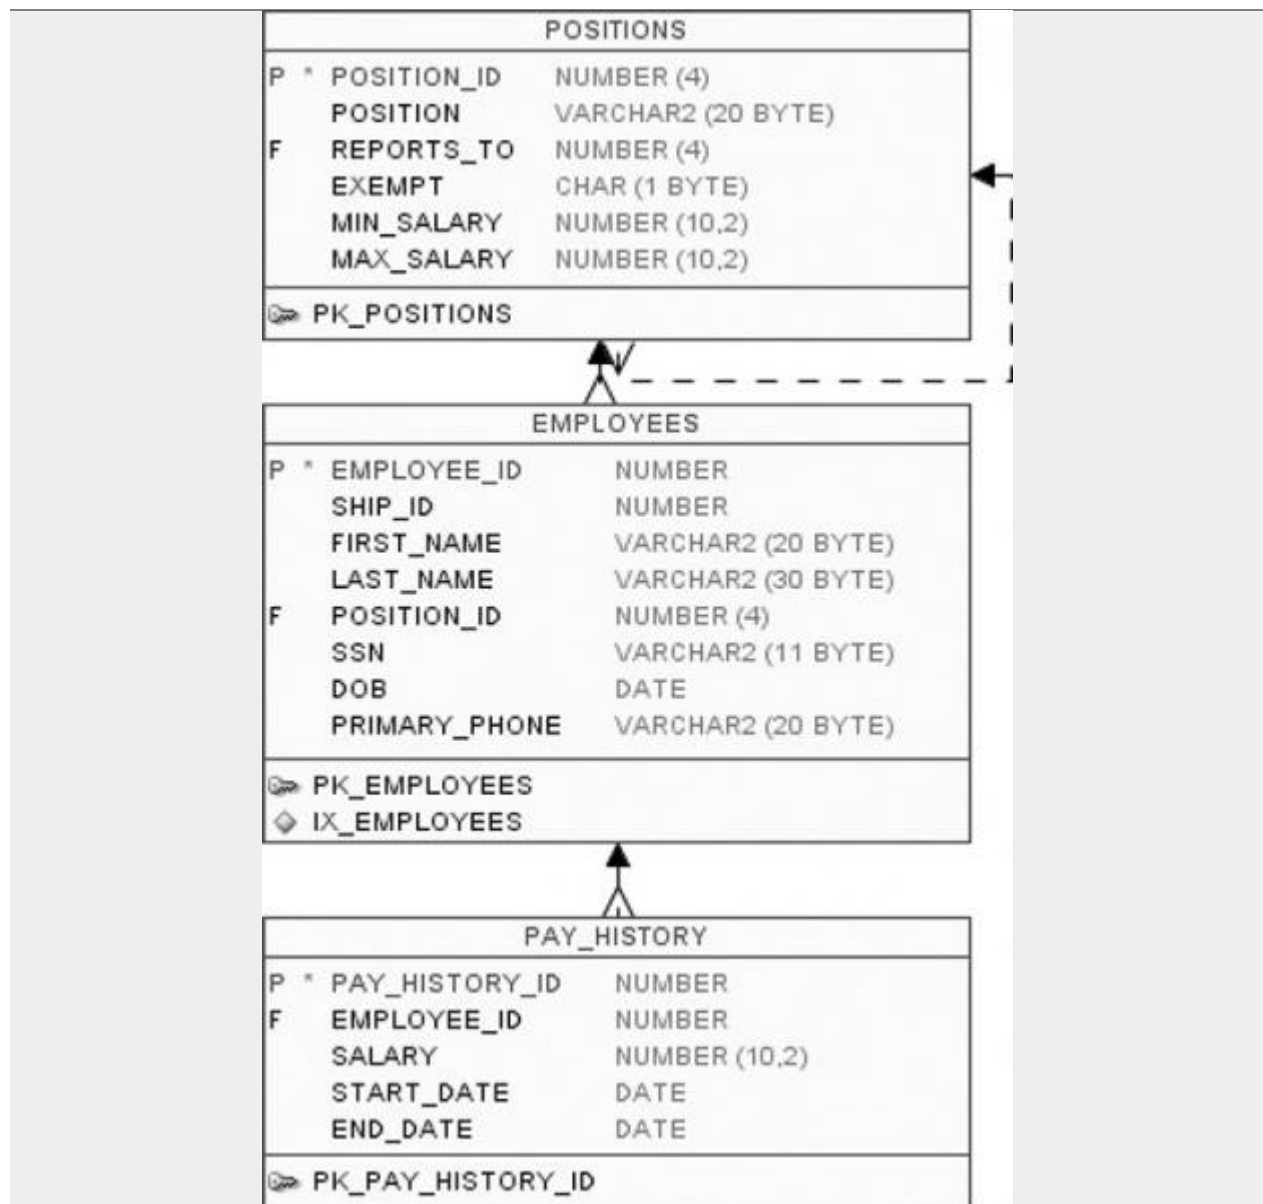 POSITIONS
P * POSITION_ID NUMBER (4)
POSITION VARCHAR2 (20 BYTE)
F REPORTS_TO NUMBER (4)
EXEMPT CHAR (1 BYTE)
MIN_SALARY NUMBER (10,2)
MAX_SALARY NUMBER (10,2)
PK_POSITIONS
EMPLOYEES
P * EMPLOYEE_ID NUMBER
SHIP_ID NUMBER
FIRST_NAME VARCHAR2 (20 BYTE)
LAST_NAME VARCHAR2 (30 BYTE)
F POSITION_ID NUMBER (4)
SSN VARCHAR2 (11 BYTE)
DOB DATE
PRIMARY_PHONE VARCHAR2 (20 BYTE)
PK_EMPLOYEES
IX_EMPLOYEES
PAY_HISTORY
P * PAY_HISTORY_ID NUMBER
F EMPLOYEE_ID NUMBER
SALARY NUMBER (10,2)
START_DATE DATE
END_DATE DATE
PK_PAY_HISTORY_ID